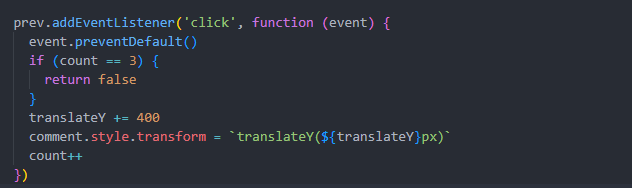 prev.addEventListener('click', function (event) {
  event.preventDefault()
  if (count == 3) {
    return false
  }
  translateY += 400
  comment.style.transform = `translateY(${translateY}px)`
  count++
})